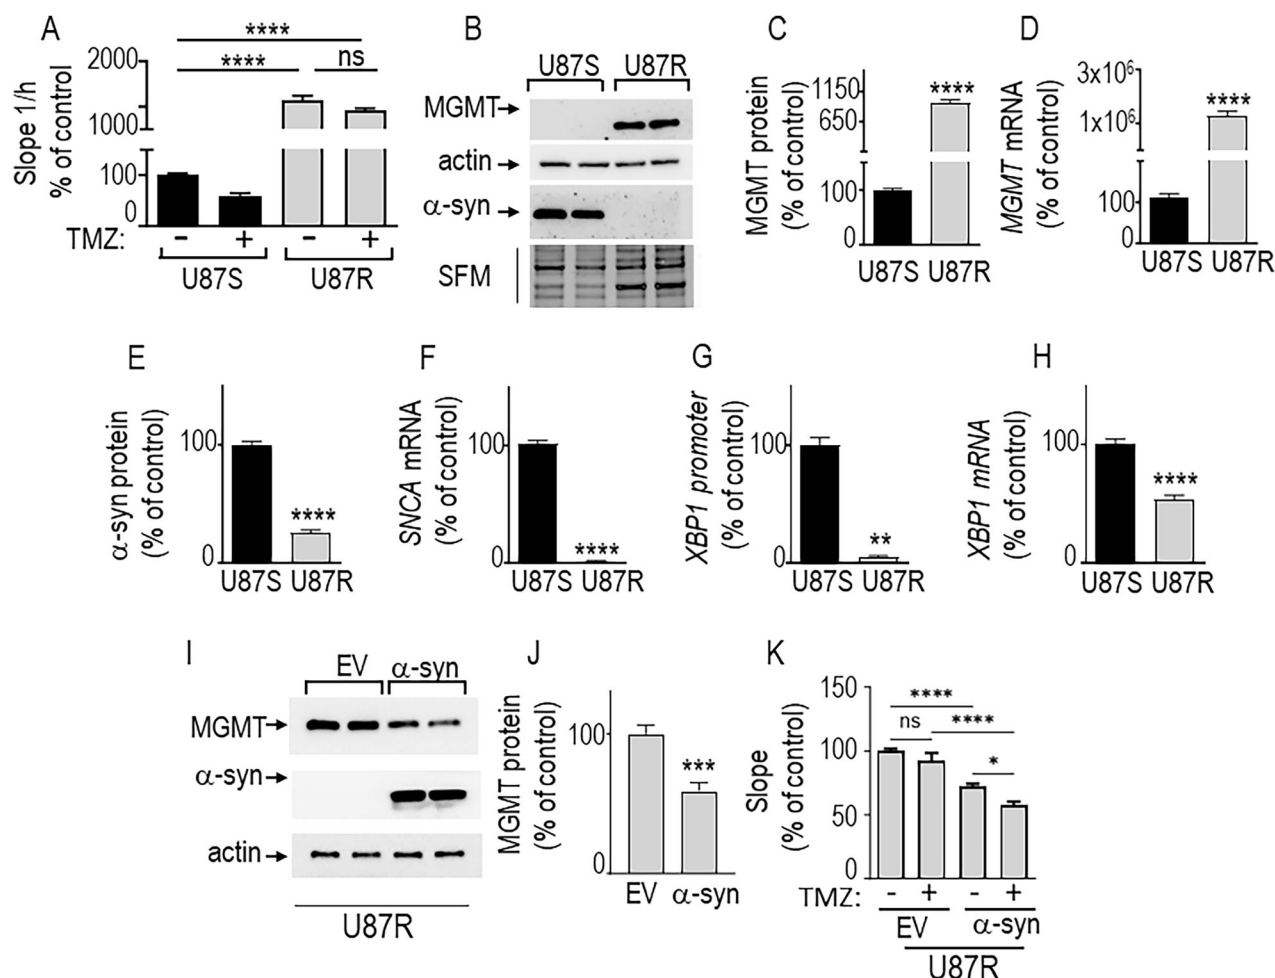 A
Slope 1/h
% of control
2000
1000
100
0
****
****
ns
TMZ:
– + – +
U87S U87R
B
U87S U87R
MGMT
actin
α-syn
SFM
C
MGMT protein
(% of control)
1150
650
100
0
****
U87S U87R
D
MGMT mRNA
(% of control)
3x10⁶
1x10⁶
100
0
****
U87S U87R
E
α-syn protein
(% of control)
100
0
****
U87S U87R
F
SNCA mRNA
(% of control)
100
0
****
U87S U87R
G
XBP1 promoter
(% of control)
100
0
**
U87S U87R
H
XBP1 mRNA
(% of control)
100
0
****
U87S U87R
I
EV α-syn
MGMT
α-syn
actin
U87R
J
MGMT protein
(% of control)
100
0
***
EV α-syn
K
Slope
(% of control)
150
100
50
0
****
ns
****
*
TMZ: - + - +
EV α-syn
U87R